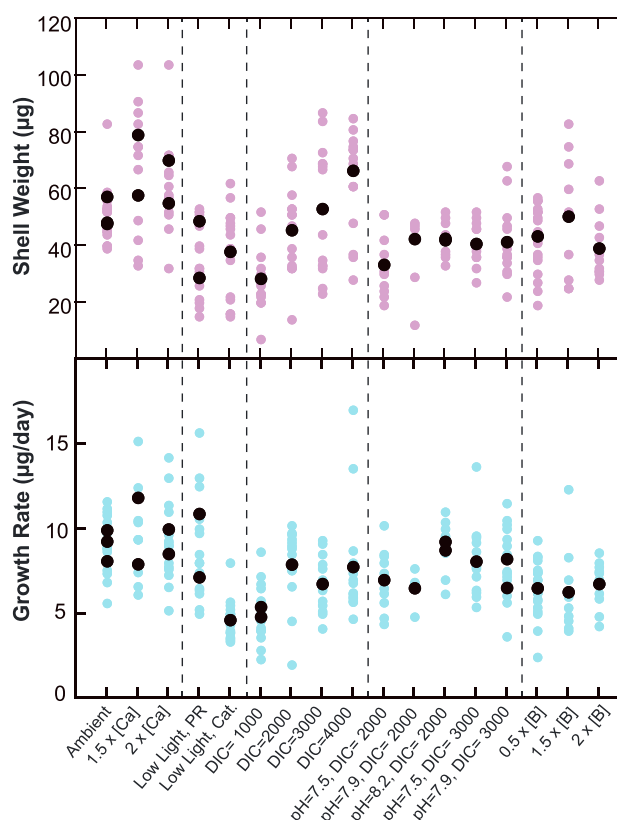 120
100
80
60
40
20
Shell Weight (µg)
15
10
5
0
Growth Rate (µg/day)
Ambient
1.5 x [Ca]
2 x [Ca]
Low Light, PR
Low Light, Cat.
DIC= 1000
DIC=2000
DIC=3000
DIC=4000
pH=7.5, DIC= 2000
pH=7.9, DIC= 2000
pH=8.2, DIC= 2000
pH=7.5, DIC= 3000
pH=7.9, DIC= 3000
0.5 x [B]
1.5 x [B]
2 x [B]